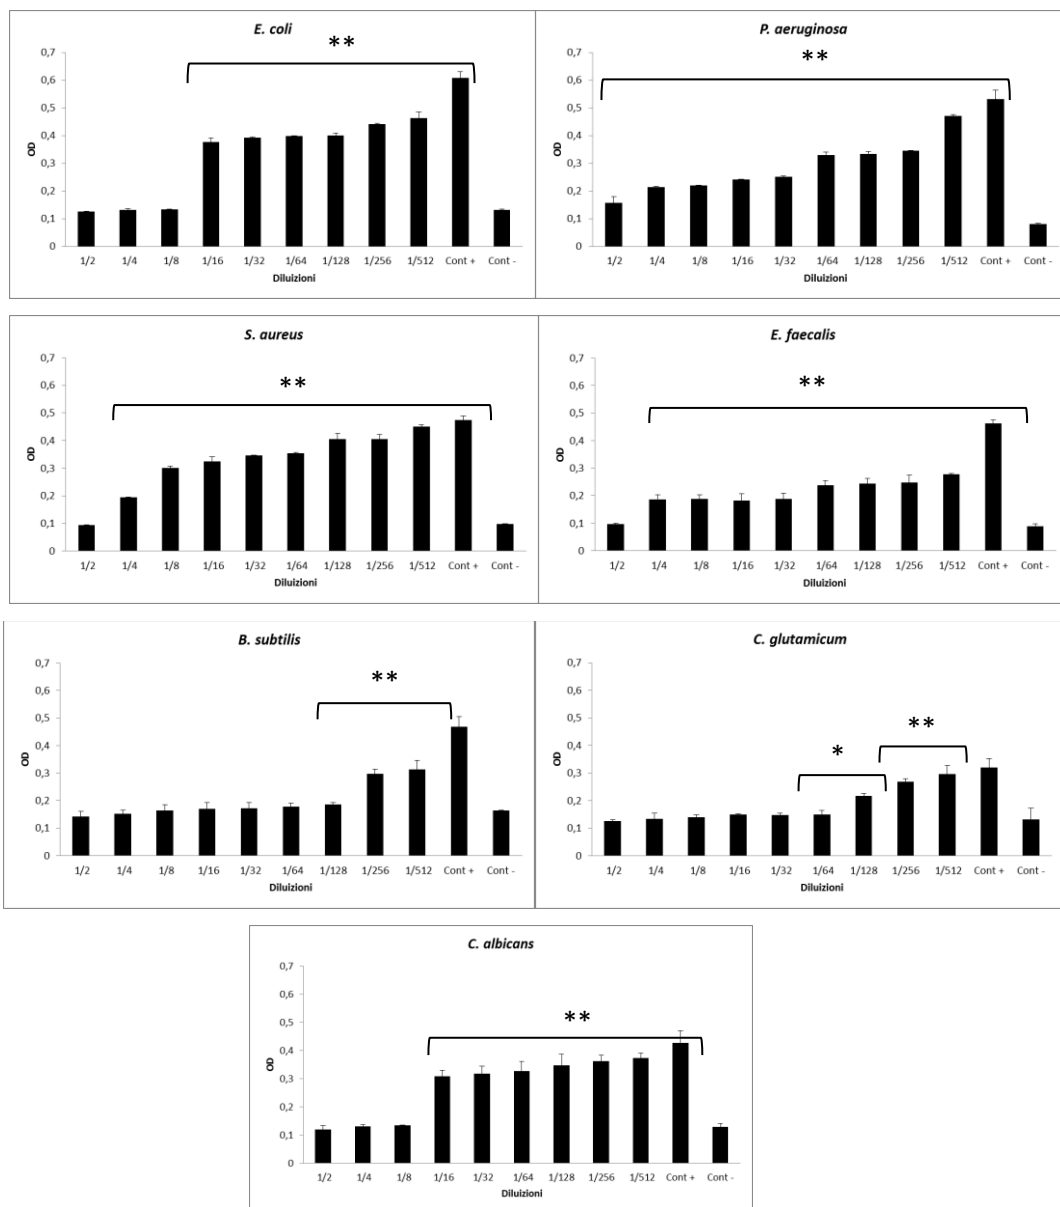 E. coli
**
0,7
0,6
0,5
0,4
0,3
0,2
0,1
0
OD
1/2 1/4 1/8 1/16 1/32 1/64 1/128 1/256 1/512 Cont + Cont -
Diluizioni
P. aeruginosa
**
0,7
0,6
0,5
0,4
0,3
0,2
0,1
0
OD
1/2 1/4 1/8 1/16 1/32 1/64 1/128 1/256 1/512 Cont + Cont -
Diluizioni
S. aureus
**
0,7
0,6
0,5
0,4
0,3
0,2
0,1
0
OD
1/2 1/4 1/8 1/16 1/32 1/64 1/128 1/256 1/512 Cont + Cont -
Diluizioni
E. faecalis
**
0,7
0,6
0,5
0,4
0,3
0,2
0,1
0
OD
1/2 1/4 1/8 1/16 1/32 1/64 1/128 1/256 1/512 Cont + Cont -
Diluizioni
B. subtilis
**
0,7
0,6
0,5
0,4
0,3
0,2
0,1
0
OD
1/2 1/4 1/8 1/16 1/32 1/64 1/128 1/256 1/512 Cont + Cont -
Diluizioni
C. glutamicum
* **
0,7
0,6
0,5
0,4
0,3
0,2
0,1
0
OD
1/2 1/4 1/8 1/16 1/32 1/64 1/128 1/256 1/512 Cont + Cont -
Diluizioni
C. albicans
**
0,7
0,6
0,5
0,4
0,3
0,2
0,1
0
OD
1/2 1/4 1/8 1/16 1/32 1/64 1/128 1/256 1/512 Cont + Cont -
Diluizioni